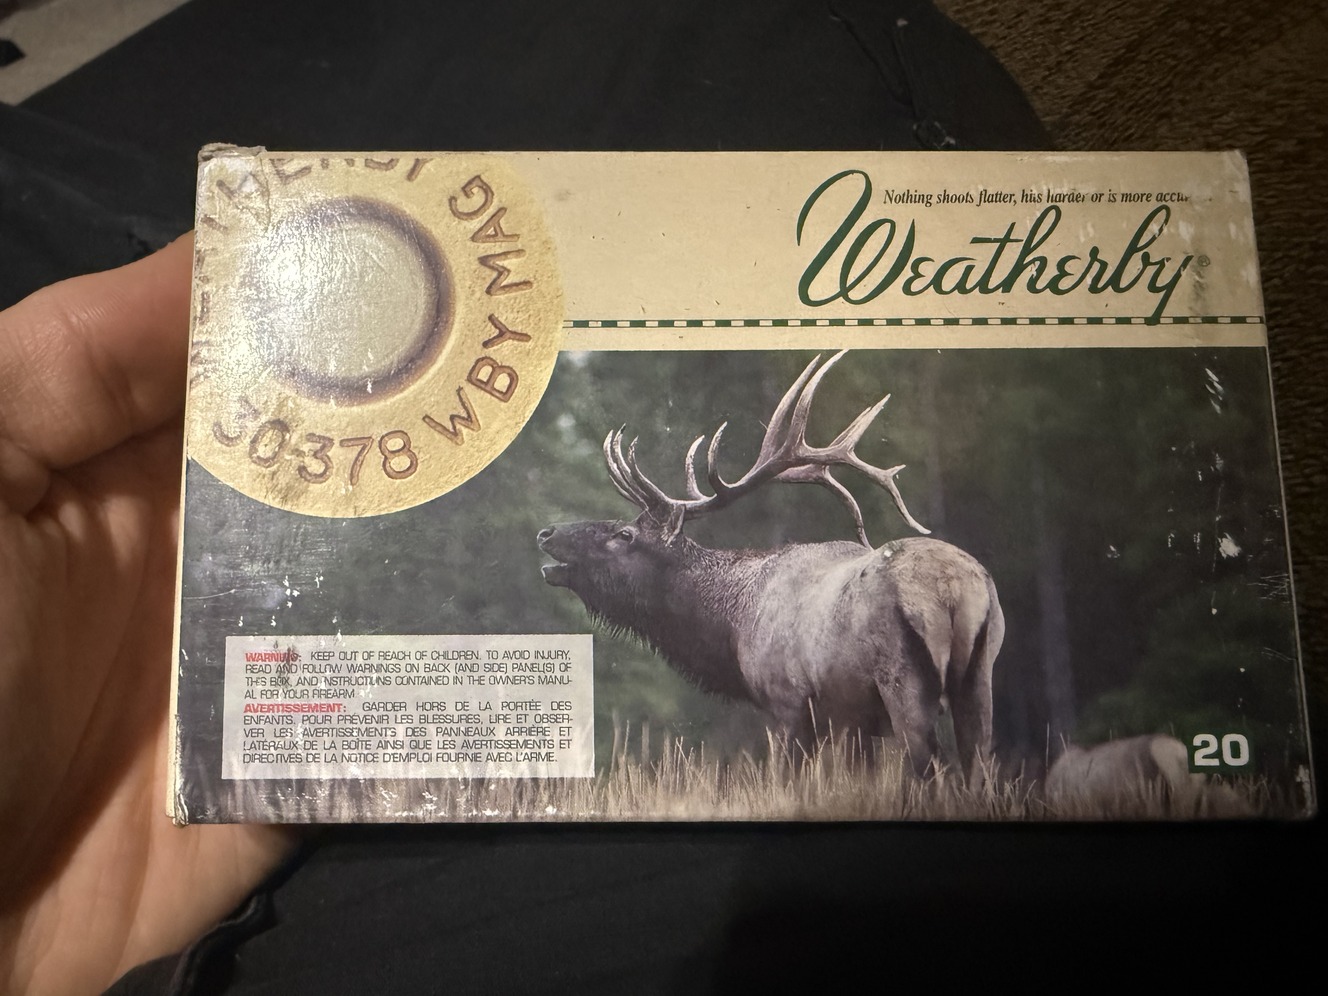 WBY MAG
30-378
Nothing shoots flatter, hits harder or is more
Weatherby®
WARNING: KEEP OUT OF REACH OF CHILDREN. TO AVOID INJURY,
READ AND FOLLOW WARNINGS ON BACK (AND SIDE) PANEL(S) OF
THIS BOX, AND INSTRUCTIONS CONTAINED IN THE OWNER'S MANU-
AL FOR YOUR FIREARM
AVERTISSEMENT: GARDER HORS DE LA PORTÉE DES
ENFANTS. POUR PRÉVENIR LES BLESSURES, LIRE ET OBSER-
VER LES AVERTISSEMENTS DES PANNEAUX ARRIÈRE ET
LATÉRAUX DE LA BOÎTE AINSI QUE LES AVERTISSEMENTS ET
DIRECTIVES DE LA NOTICE D'EMPLOI FOURNIE AVEC L'ARME.
20